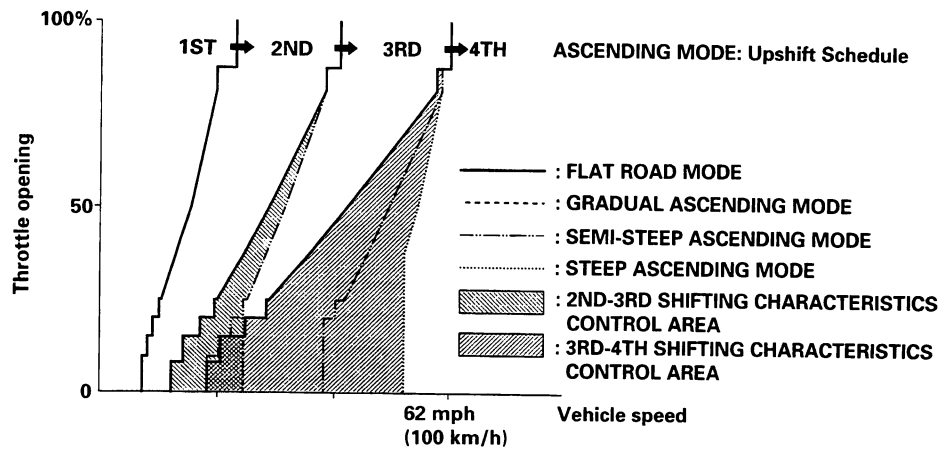 100%
1ST 2ND 3RD 4TH
ASCENDING MODE: Upshift Schedule
Throttle opening
50
0
: FLAT ROAD MODE
: GRADUAL ASCENDING MODE
: SEMI-STEEP ASCENDING MODE
: STEEP ASCENDING MODE
: 2ND-3RD SHIFTING CHARACTERISTICS
CONTROL AREA
: 3RD-4TH SHIFTING CHARACTERISTICS
CONTROL AREA
62 mph
(100 km/h)
Vehicle speed